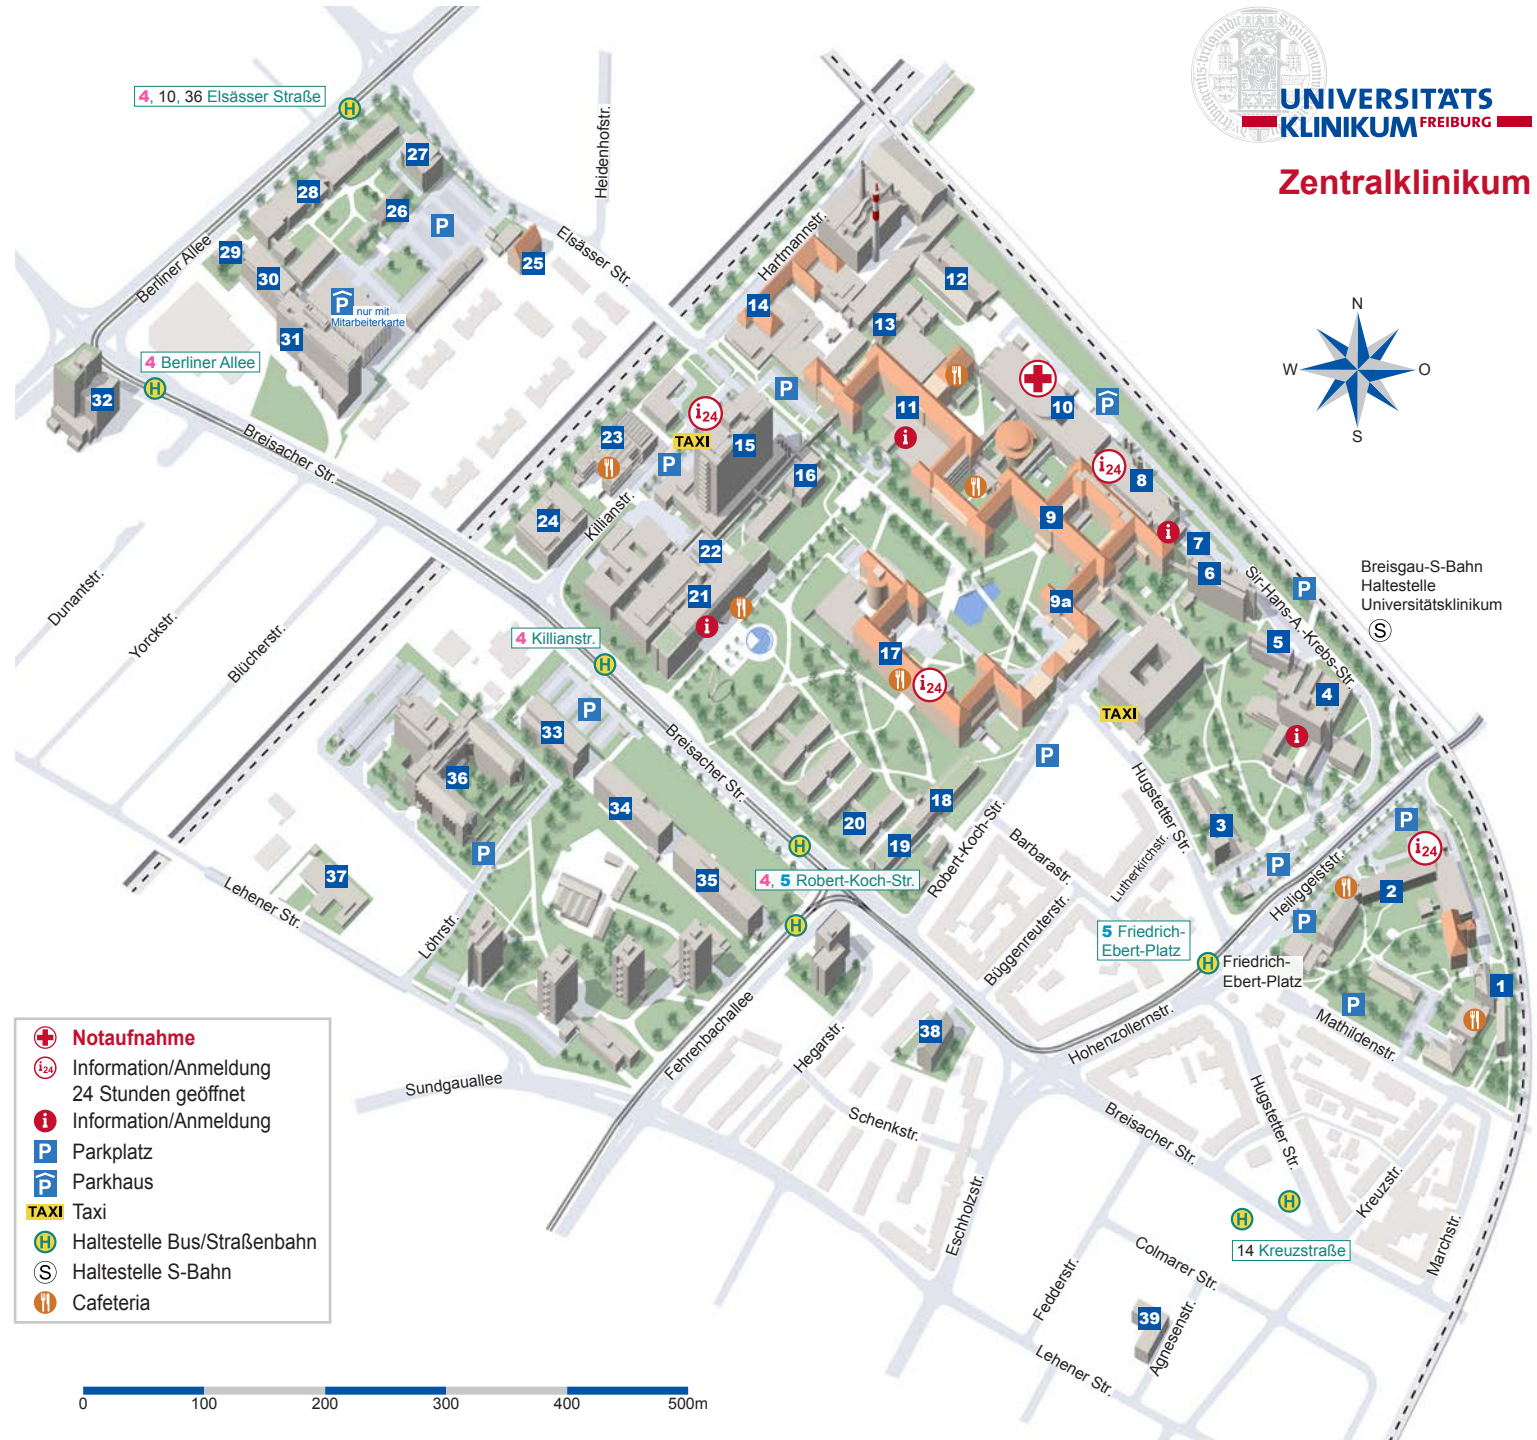 UNIVERSITÄTS
KLINIKUM FREIBURG
Zentralklinikum
4, 10, 36 Elsässer Straße
H
Heidenhofstr.
27
28
26
P
29
30
Berliner Allee
25
Elsässer Str.
Hartmannstr.
P nur mit
Mitarbeiterkarte
31
14
12
13
N
W
O
S
4 Berliner Allee
H
32
Breisacher Str.
P
11
i
10
P
i24
TAXI
15
P
23
16
i24
8
24
Killianstr.
9
i
7
6
22
21
i
9a
P
Sir-Hans-A.-Krebs-Str.
Breisgau-S-Bahn
Haltestelle
Universitätsklinikum
S
Dunantstr.
Yorckstr.
Blücherstr.
4 Killianstr.
H
17
i24
5
4
i
TAXI
P
P
33
Breisacher Str.
36
34
18
20
19
Robert-Koch-Str.
Hugstetter Str.
3
P
P
i24
H
4, 5 Robert-Koch-Str.
H
P
37
Lehener Str.
35
Löhrstr.
Barbarastr.
Lutherkirchstr.
Büggenreuterstr.
Heiliggeiststr.
2
P
5 Friedrich-
Ebert-Platz
H
Friedrich-
Ebert-Platz
1
P
Mathildenstr.
Hohenzollernstr.
38
Fehrenbachallee
Hegarstr.
Sundgauallee
Schenkstr.
Eschholzstr.
Breisacher Str.
Hugstetter Str.
Kreuzstr.
Marchstr.
H
H
14 Kreuzstraße
Colmarer Str.
Fedderstr.
39
Agnesenstr.
Lehener Str.
Notaufnahme
i24 Information/Anmeldung
24 Stunden geöffnet
i Information/Anmeldung
P Parkplatz
P Parkhaus
TAXI Taxi
H Haltestelle Bus/Straßenbahn
S Haltestelle S-Bahn
Cafeteria
0 100 200 300 400 500m